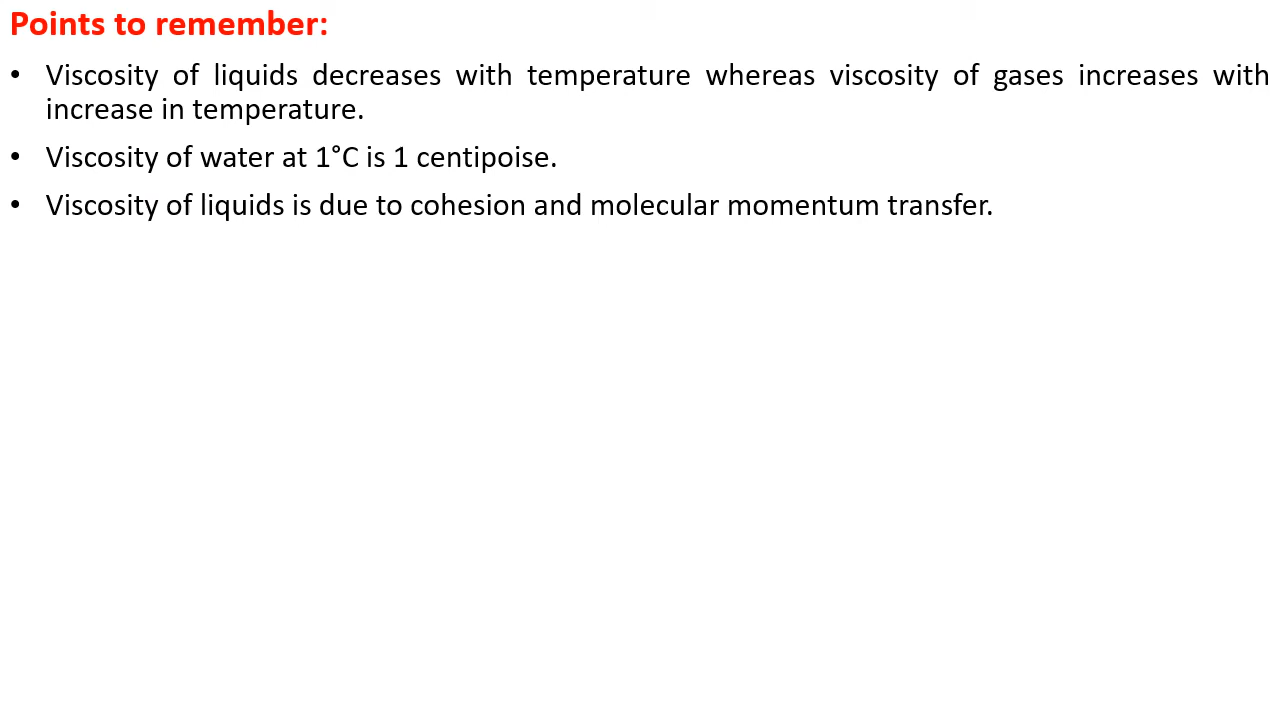 Points to remember:
• Viscosity of liquids decreases with temperature whereas viscosity of gases increases with
increase in temperature.
• Viscosity of water at 1°C is 1 centipoise.
• Viscosity of liquids is due to cohesion and molecular momentum transfer.